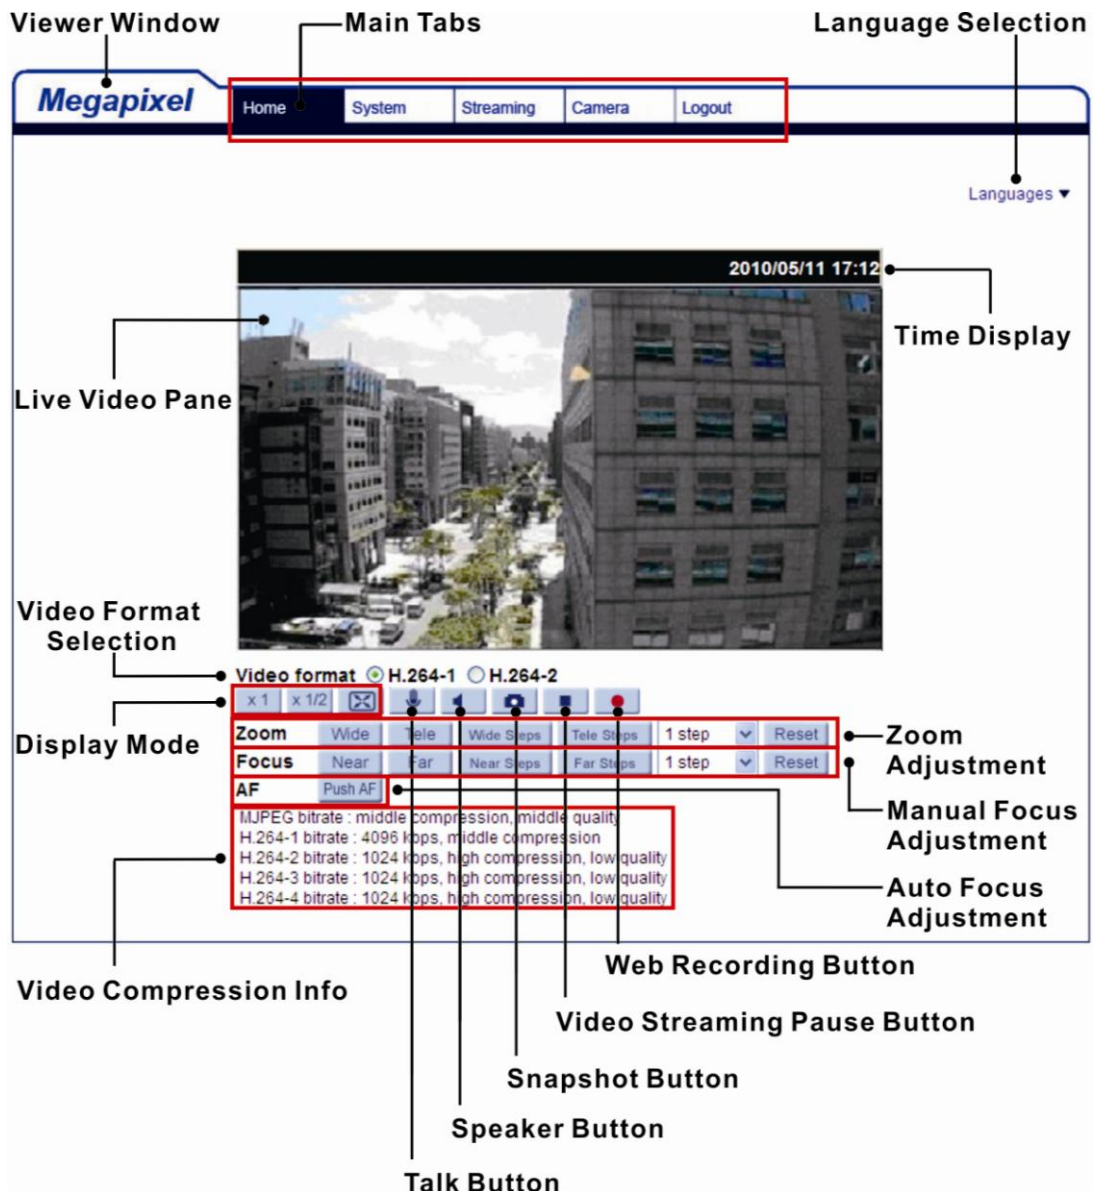 Viewer Window
Main Tabs
Language Selection
Megapixel
Home
System
Streaming
Camera
Logout
Languages ▼
2010/05/11 17:12
Time Display
Live Video Pane
Video Format
Selection
Video format H.264-1 H.264-2
x 1 x 1/2
Display Mode
Zoom Wide Tele Wide Steps Tele Steps 1 step Reset
Zoom
Adjustment
Focus Near Far Near Steps Far Steps 1 step Reset
Manual Focus
Adjustment
AF Push AF
Auto Focus
Adjustment
MJPEG bitrate : middle compression, middle quality
H.264-1 bitrate : 4096 kbps, middle compression
H.264-2 bitrate : 1024 kbps, high compression, low quality
H.264-3 bitrate : 1024 kbps, high compression, low quality
H.264-4 bitrate : 1024 kbps, high compression, low quality
Video Compression Info
Web Recording Button
Video Streaming Pause Button
Snapshot Button
Speaker Button
Talk Button